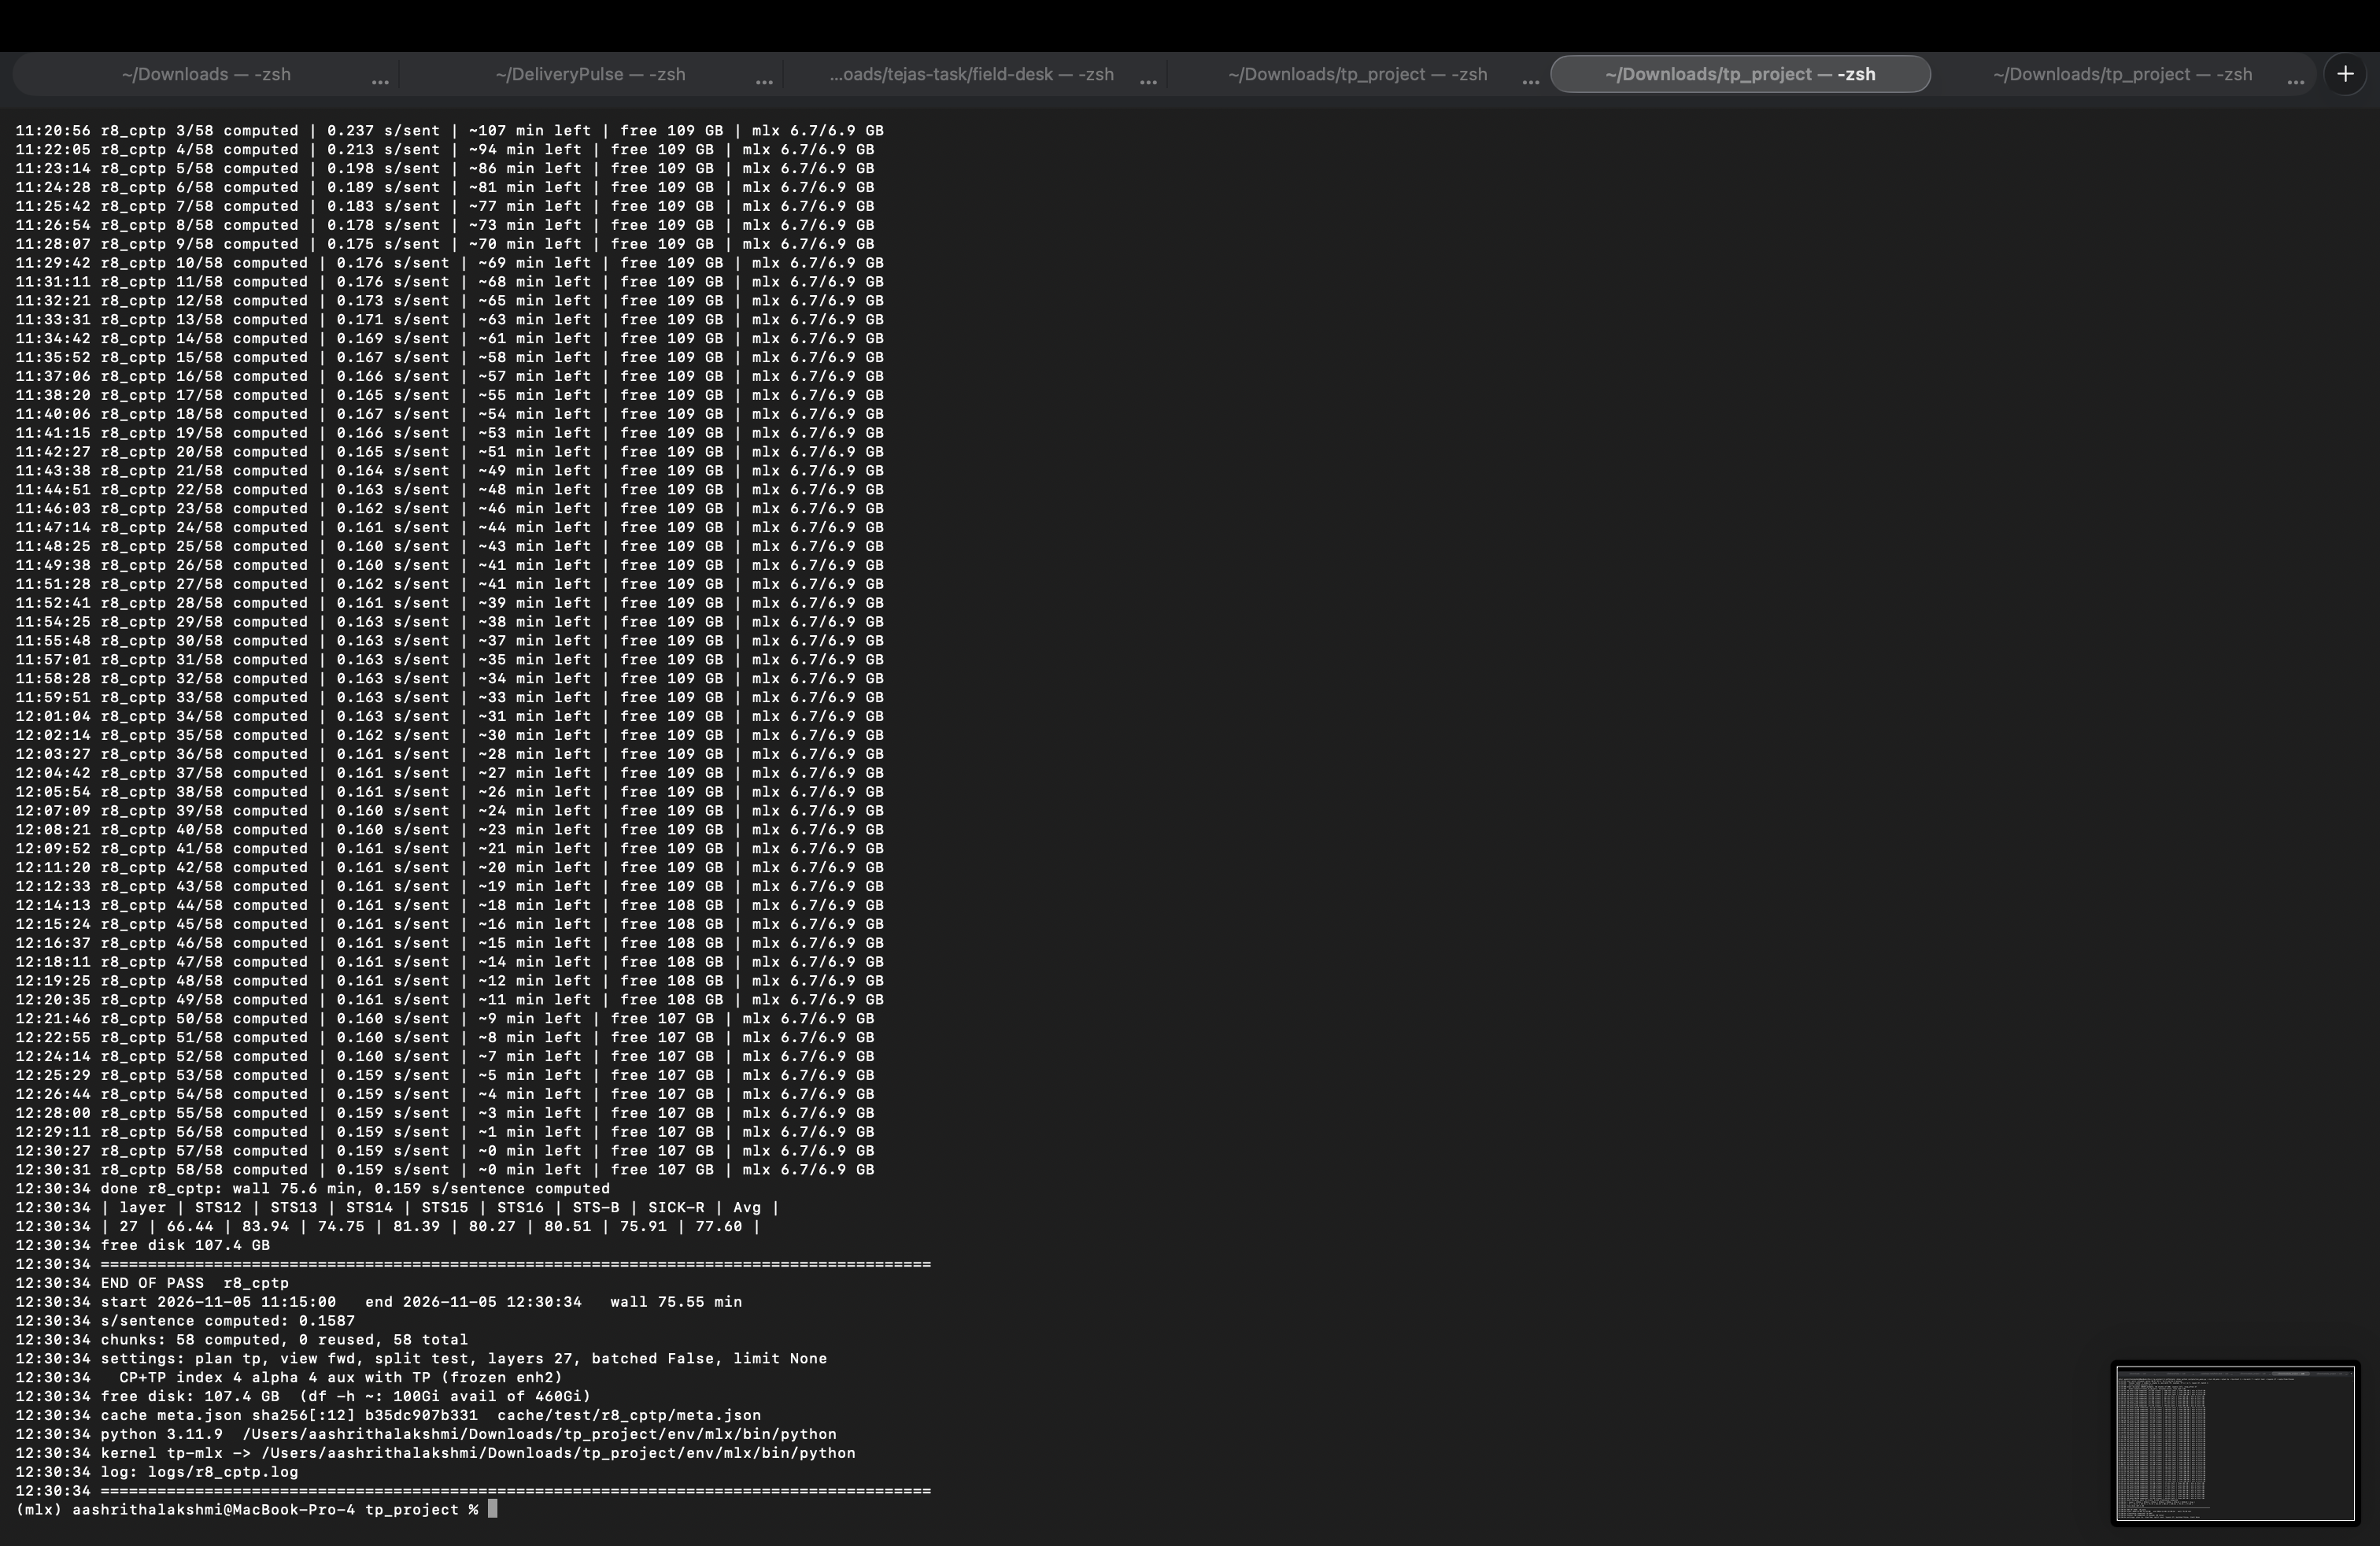 ~/Downloads — -zsh
~/DeliveryPulse — -zsh
...oads/tejas-task/field-desk — -zsh
~/Downloads/tp_project — -zsh
~/Downloads/tp_project — -zsh
~/Downloads/tp_project — -zsh
11:20:56 r8_cptp 3/58 computed | 0.237 s/sent | ~107 min left | free 109 GB | mlx 6.7/6.9 GB
11:22:05 r8_cptp 4/58 computed | 0.213 s/sent | ~94 min left | free 109 GB | mlx 6.7/6.9 GB
11:23:14 r8_cptp 5/58 computed | 0.198 s/sent | ~86 min left | free 109 GB | mlx 6.7/6.9 GB
11:24:28 r8_cptp 6/58 computed | 0.189 s/sent | ~81 min left | free 109 GB | mlx 6.7/6.9 GB
11:25:42 r8_cptp 7/58 computed | 0.183 s/sent | ~77 min left | free 109 GB | mlx 6.7/6.9 GB
11:26:54 r8_cptp 8/58 computed | 0.178 s/sent | ~73 min left | free 109 GB | mlx 6.7/6.9 GB
11:28:07 r8_cptp 9/58 computed | 0.175 s/sent | ~70 min left | free 109 GB | mlx 6.7/6.9 GB
11:29:42 r8_cptp 10/58 computed | 0.176 s/sent | ~69 min left | free 109 GB | mlx 6.7/6.9 GB
11:31:11 r8_cptp 11/58 computed | 0.176 s/sent | ~68 min left | free 109 GB | mlx 6.7/6.9 GB
11:32:21 r8_cptp 12/58 computed | 0.173 s/sent | ~65 min left | free 109 GB | mlx 6.7/6.9 GB
11:33:31 r8_cptp 13/58 computed | 0.171 s/sent | ~63 min left | free 109 GB | mlx 6.7/6.9 GB
11:34:42 r8_cptp 14/58 computed | 0.169 s/sent | ~61 min left | free 109 GB | mlx 6.7/6.9 GB
11:35:52 r8_cptp 15/58 computed | 0.167 s/sent | ~58 min left | free 109 GB | mlx 6.7/6.9 GB
11:37:06 r8_cptp 16/58 computed | 0.166 s/sent | ~57 min left | free 109 GB | mlx 6.7/6.9 GB
11:38:20 r8_cptp 17/58 computed | 0.165 s/sent | ~55 min left | free 109 GB | mlx 6.7/6.9 GB
11:40:06 r8_cptp 18/58 computed | 0.167 s/sent | ~54 min left | free 109 GB | mlx 6.7/6.9 GB
11:41:15 r8_cptp 19/58 computed | 0.166 s/sent | ~53 min left | free 109 GB | mlx 6.7/6.9 GB
11:42:27 r8_cptp 20/58 computed | 0.165 s/sent | ~51 min left | free 109 GB | mlx 6.7/6.9 GB
11:43:38 r8_cptp 21/58 computed | 0.164 s/sent | ~49 min left | free 109 GB | mlx 6.7/6.9 GB
11:44:51 r8_cptp 22/58 computed | 0.163 s/sent | ~48 min left | free 109 GB | mlx 6.7/6.9 GB
11:46:03 r8_cptp 23/58 computed | 0.162 s/sent | ~46 min left | free 109 GB | mlx 6.7/6.9 GB
11:47:14 r8_cptp 24/58 computed | 0.161 s/sent | ~44 min left | free 109 GB | mlx 6.7/6.9 GB
11:48:25 r8_cptp 25/58 computed | 0.160 s/sent | ~43 min left | free 109 GB | mlx 6.7/6.9 GB
11:49:38 r8_cptp 26/58 computed | 0.160 s/sent | ~41 min left | free 109 GB | mlx 6.7/6.9 GB
11:51:28 r8_cptp 27/58 computed | 0.162 s/sent | ~41 min left | free 109 GB | mlx 6.7/6.9 GB
11:52:41 r8_cptp 28/58 computed | 0.161 s/sent | ~39 min left | free 109 GB | mlx 6.7/6.9 GB
11:54:25 r8_cptp 29/58 computed | 0.163 s/sent | ~38 min left | free 109 GB | mlx 6.7/6.9 GB
11:55:48 r8_cptp 30/58 computed | 0.163 s/sent | ~37 min left | free 109 GB | mlx 6.7/6.9 GB
11:57:01 r8_cptp 31/58 computed | 0.163 s/sent | ~35 min left | free 109 GB | mlx 6.7/6.9 GB
11:58:28 r8_cptp 32/58 computed | 0.163 s/sent | ~34 min left | free 109 GB | mlx 6.7/6.9 GB
11:59:51 r8_cptp 33/58 computed | 0.163 s/sent | ~33 min left | free 109 GB | mlx 6.7/6.9 GB
12:01:04 r8_cptp 34/58 computed | 0.163 s/sent | ~31 min left | free 109 GB | mlx 6.7/6.9 GB
12:02:14 r8_cptp 35/58 computed | 0.162 s/sent | ~30 min left | free 109 GB | mlx 6.7/6.9 GB
12:03:27 r8_cptp 36/58 computed | 0.161 s/sent | ~28 min left | free 109 GB | mlx 6.7/6.9 GB
12:04:42 r8_cptp 37/58 computed | 0.161 s/sent | ~27 min left | free 109 GB | mlx 6.7/6.9 GB
12:05:54 r8_cptp 38/58 computed | 0.161 s/sent | ~26 min left | free 109 GB | mlx 6.7/6.9 GB
12:07:09 r8_cptp 39/58 computed | 0.160 s/sent | ~24 min left | free 109 GB | mlx 6.7/6.9 GB
12:08:21 r8_cptp 40/58 computed | 0.160 s/sent | ~23 min left | free 109 GB | mlx 6.7/6.9 GB
12:09:52 r8_cptp 41/58 computed | 0.161 s/sent | ~21 min left | free 109 GB | mlx 6.7/6.9 GB
12:11:20 r8_cptp 42/58 computed | 0.161 s/sent | ~20 min left | free 109 GB | mlx 6.7/6.9 GB
12:12:33 r8_cptp 43/58 computed | 0.161 s/sent | ~19 min left | free 109 GB | mlx 6.7/6.9 GB
12:14:13 r8_cptp 44/58 computed | 0.161 s/sent | ~18 min left | free 108 GB | mlx 6.7/6.9 GB
12:15:24 r8_cptp 45/58 computed | 0.161 s/sent | ~16 min left | free 108 GB | mlx 6.7/6.9 GB
12:16:37 r8_cptp 46/58 computed | 0.161 s/sent | ~15 min left | free 108 GB | mlx 6.7/6.9 GB
12:18:11 r8_cptp 47/58 computed | 0.161 s/sent | ~14 min left | free 108 GB | mlx 6.7/6.9 GB
12:19:25 r8_cptp 48/58 computed | 0.161 s/sent | ~12 min left | free 108 GB | mlx 6.7/6.9 GB
12:20:35 r8_cptp 49/58 computed | 0.161 s/sent | ~11 min left | free 108 GB | mlx 6.7/6.9 GB
12:21:46 r8_cptp 50/58 computed | 0.160 s/sent | ~9 min left | free 107 GB | mlx 6.7/6.9 GB
12:22:55 r8_cptp 51/58 computed | 0.160 s/sent | ~8 min left | free 107 GB | mlx 6.7/6.9 GB
12:24:14 r8_cptp 52/58 computed | 0.160 s/sent | ~7 min left | free 107 GB | mlx 6.7/6.9 GB
12:25:29 r8_cptp 53/58 computed | 0.159 s/sent | ~5 min left | free 107 GB | mlx 6.7/6.9 GB
12:26:44 r8_cptp 54/58 computed | 0.159 s/sent | ~4 min left | free 107 GB | mlx 6.7/6.9 GB
12:28:00 r8_cptp 55/58 computed | 0.159 s/sent | ~3 min left | free 107 GB | mlx 6.7/6.9 GB
12:29:11 r8_cptp 56/58 computed | 0.159 s/sent | ~1 min left | free 107 GB | mlx 6.7/6.9 GB
12:30:27 r8_cptp 57/58 computed | 0.159 s/sent | ~0 min left | free 107 GB | mlx 6.7/6.9 GB
12:30:31 r8_cptp 58/58 computed | 0.159 s/sent | ~0 min left | free 107 GB | mlx 6.7/6.9 GB
12:30:34 done r8_cptp: wall 75.6 min, 0.159 s/sentence computed
12:30:34 | layer | STS12 | STS13 | STS14 | STS15 | STS16 | STS-B | SICK-R | Avg |
12:30:34 | 27 | 66.44 | 83.94 | 74.75 | 81.39 | 80.27 | 80.51 | 75.91 | 77.60 |
12:30:34 free disk 107.4 GB
12:30:34 ========================================================================================
12:30:34 END OF PASS  r8_cptp
12:30:34 start 2026-11-05 11:15:00   end 2026-11-05 12:30:34   wall 75.55 min
12:30:34 s/sentence computed: 0.1587
12:30:34 chunks: 58 computed, 0 reused, 58 total
12:30:34 settings: plan tp, view fwd, split test, layers 27, batched False, limit None
12:30:34   CP+TP index 4 alpha 4 aux with TP (frozen enh2)
12:30:34 free disk: 107.4 GB  (df -h ~: 100Gi avail of 460Gi)
12:30:34 cache meta.json sha256[:12] b35dc907b331  cache/test/r8_cptp/meta.json
12:30:34 python 3.11.9  /Users/aashrithalakshmi/Downloads/tp_project/env/mlx/bin/python
12:30:34 kernel tp-mlx -> /Users/aashrithalakshmi/Downloads/tp_project/env/mlx/bin/python
12:30:34 log: logs/r8_cptp.log
12:30:34 ========================================================================================
(mlx) aashrithalakshmi@MacBook-Pro-4 tp_project %